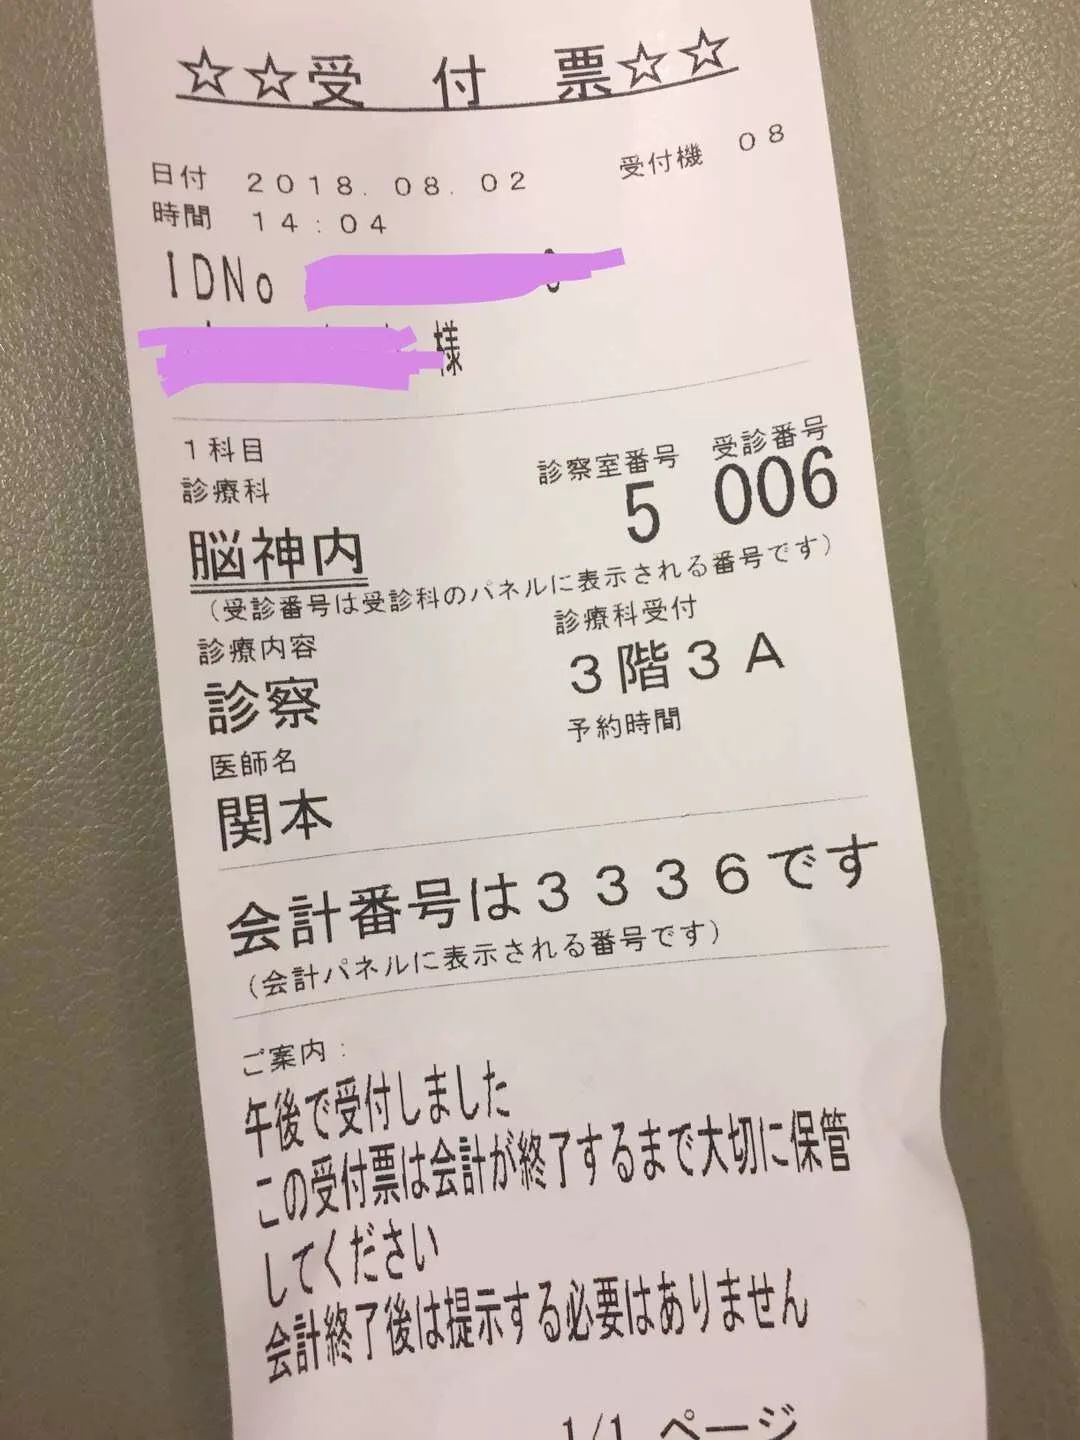 ☆☆受 付 票☆☆
日付 2018.08.02 受付機 08
時間 14:04
IDNo
様
1科目
診療科 診察室番号 受診番号
脳神内 5 006
(受診番号は受診科のパネルに表示される番号です)
診療内容 診療科受付
診察 3階3A
医師名 予約時間
関本
会計番号は3336です
(会計パネルに表示される番号です)
ご案内:
午後で受付しました
この受付票は会計が終了するまで大切に保管
してください
会計終了後は提示する必要はありません
1/1 ページ